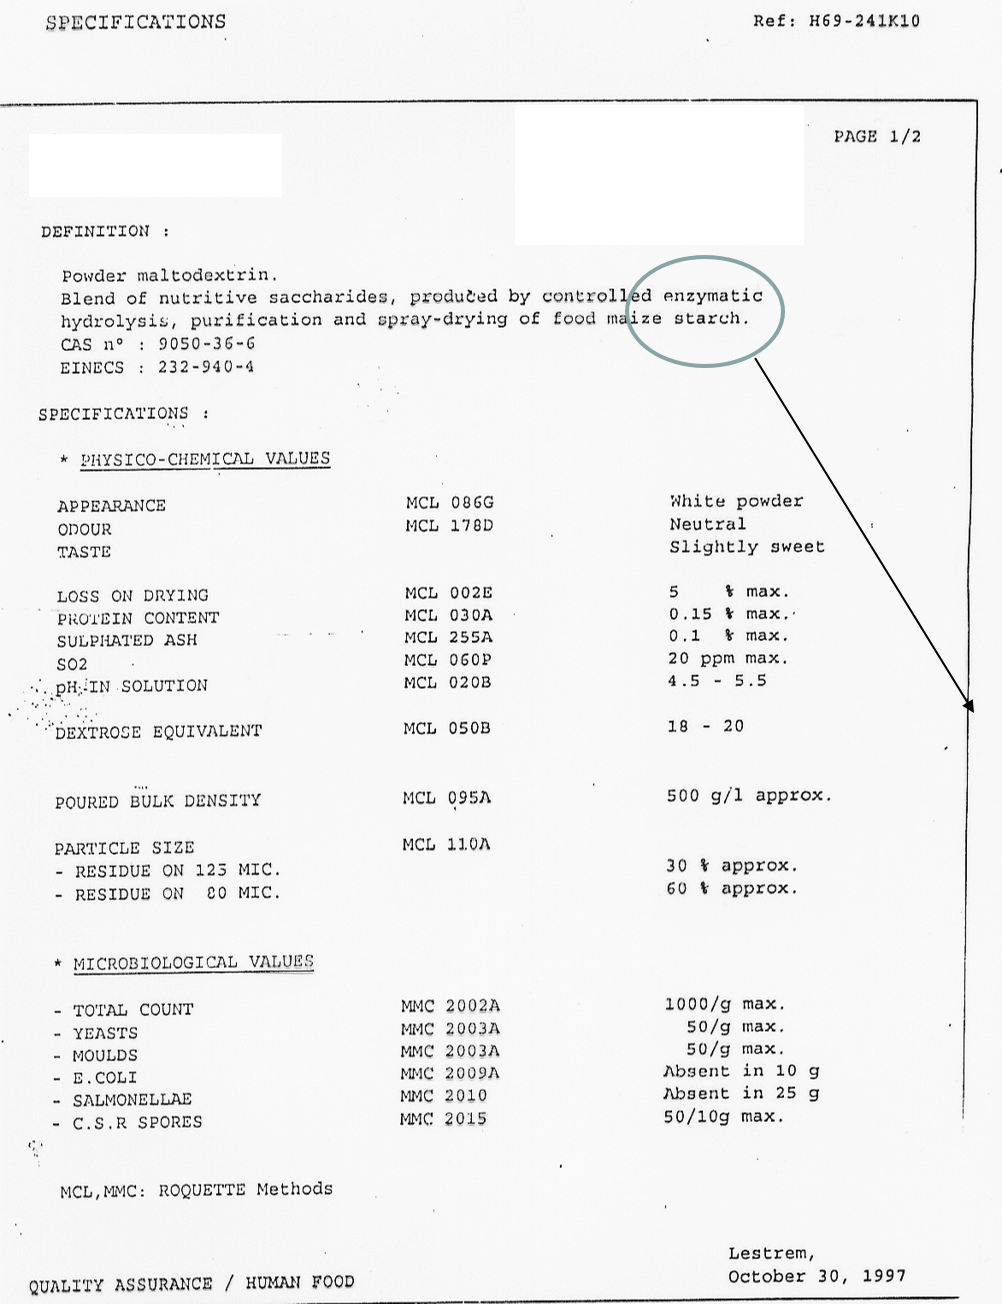 SPECIFICATIONS
Ref: H69-241K10
PAGE 1/2
DEFINITION :
Powder maltodextrin.
Blend of nutritive saccharides, produced by controlled enzymatic
hydrolysis, purification and spray-drying of food maize starch.
CAS n° : 9050-36-6
EINECS : 232-940-4
SPECIFICATIONS :
* PHYSICO-CHEMICAL VALUES
APPEARANCE MCL 086G White powder
ODOUR MCL 178D Neutral
TASTE Slightly sweet
LOSS ON DRYING MCL 002E 5 % max.
PROTEIN CONTENT MCL 030A 0.15 % max.
SULPHATED ASH MCL 255A 0.1 % max.
SO2 MCL 060P 20 ppm max.
pH IN SOLUTION MCL 020B 4.5 - 5.5
DEXTROSE EQUIVALENT MCL 050B 18 - 20
POURED BULK DENSITY MCL 095A 500 g/l approx.
PARTICLE SIZE MCL 110A
- RESIDUE ON 125 MIC. 30 % approx.
- RESIDUE ON 80 MIC. 60 % approx.
* MICROBIOLOGICAL VALUES
- TOTAL COUNT MMC 2002A 1000/g max.
- YEASTS MMC 2003A 50/g max.
- MOULDS MMC 2003A 50/g max.
- E.COLI MMC 2009A Absent in 10 g
- SALMONELLAE MMC 2010 Absent in 25 g
- C.S.R SPORES MMC 2015 50/10g max.
MCL,MMC: ROQUETTE Methods
Lestrem,
QUALITY ASSURANCE / HUMAN FOOD October 30, 1997